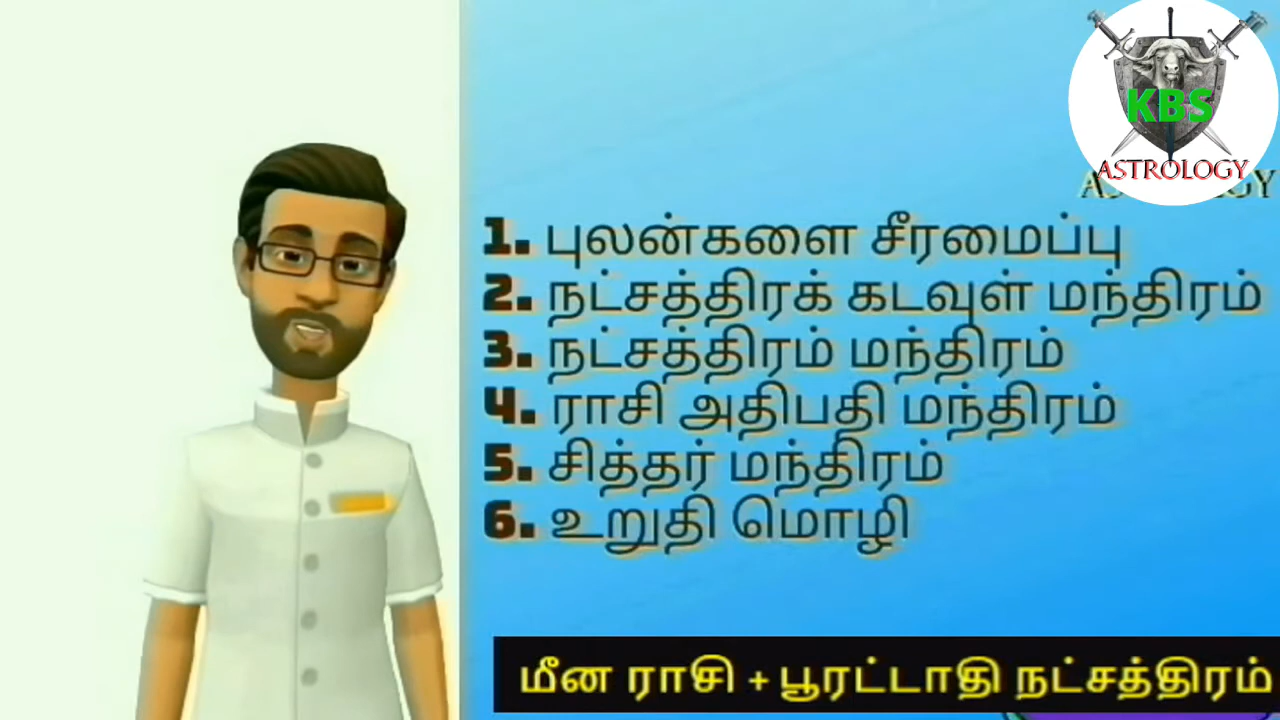 KBS
ASTROLOGY
1. புலன்களை சீரமைப்பு
2. நட்சத்திரக் கடவுள் மந்திரம்
3. நட்சத்திரம் மந்திரம்
4. ராசி அதிபதி மந்திரம்
5. சித்தர் மந்திரம்
6. உறுதி மொழி
மீன ராசி + பூரட்டாதி நட்சத்திரம்